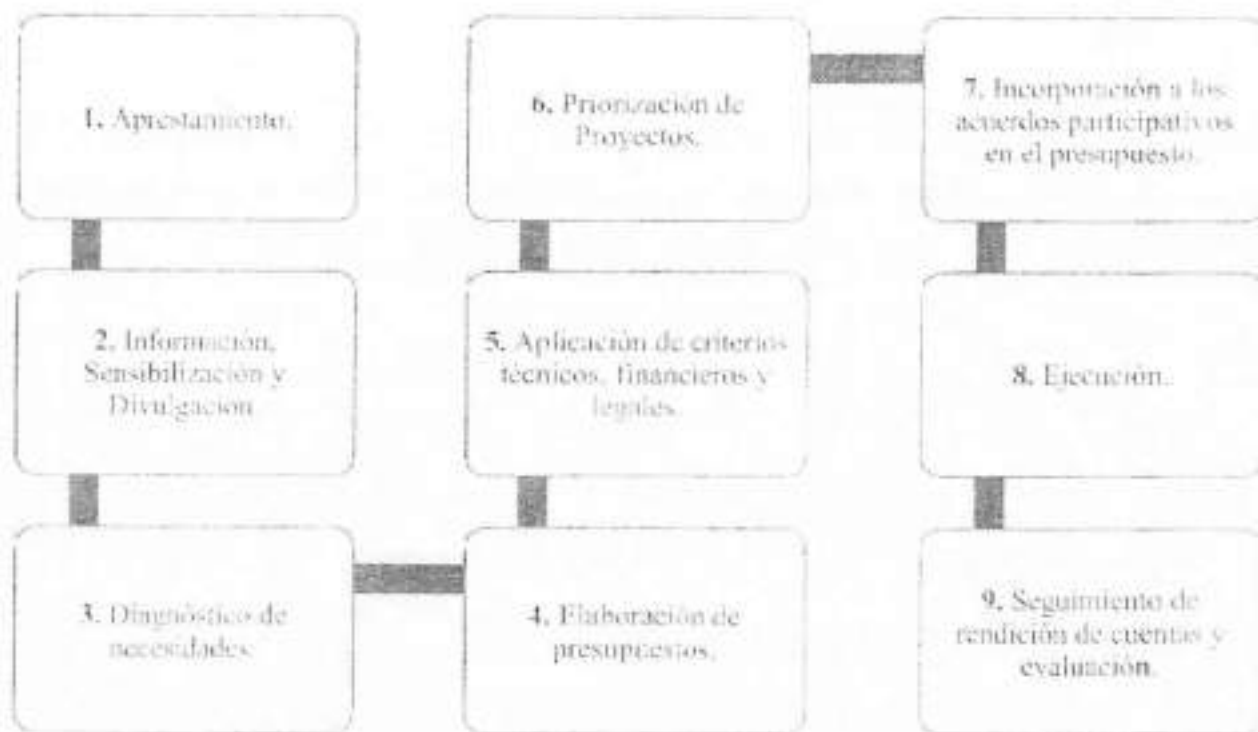 1. Aprestamiento.
2. Información,
Sensibilización y
Divulgación
3. Diagnóstico de
necesidades.
4. Elaboración de
presupuestos.
5. Aplicación de criterios
técnicos, financieros y
legales.
6. Priorización de
Proyectos.
7. Incorporación a los
acuerdos participativos
en el presupuesto.
8. Ejecución.
9. Seguimiento de
rendición de cuentas y
evaluación.